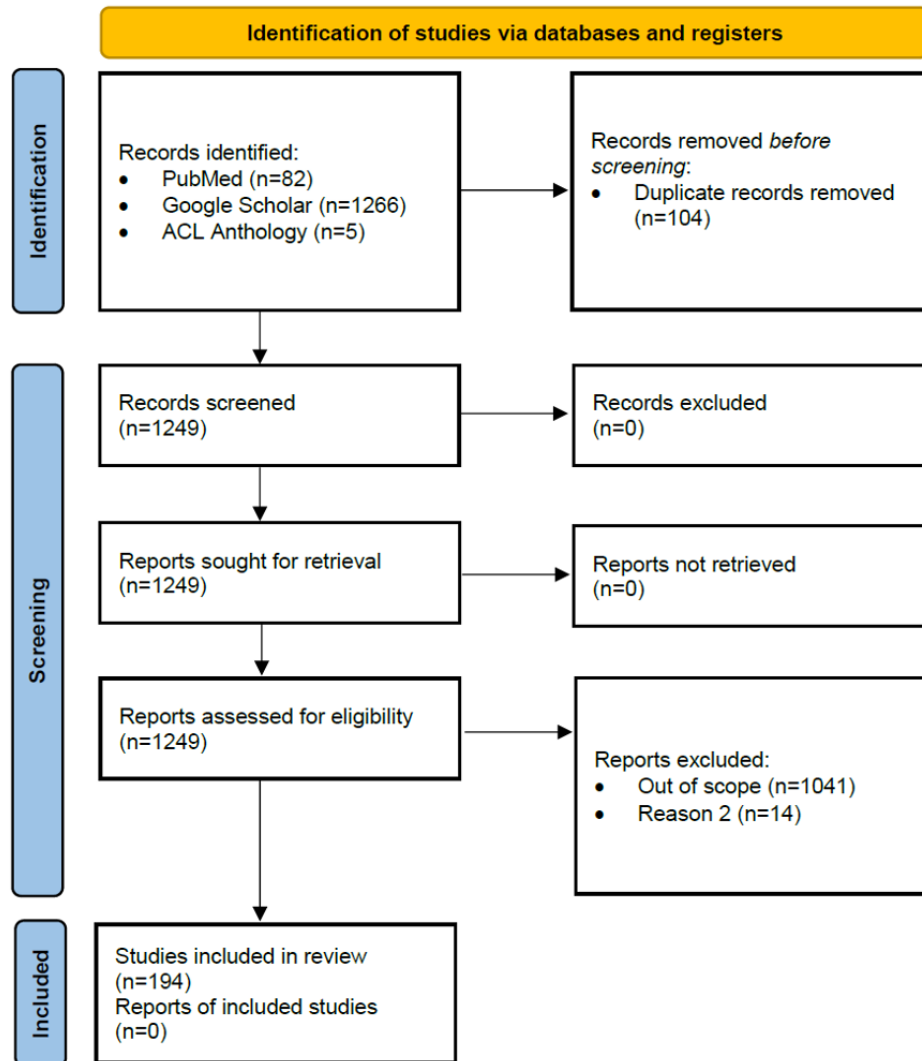 Identification of studies via databases and registers
Identification
Records identified:
• PubMed (n=82)
• Google Scholar (n=1266)
• ACL Anthology (n=5)
Records removed before
screening:
• Duplicate records removed
(n=104)
Screening
Records screened
(n=1249)
Records excluded
(n=0)
Reports sought for retrieval
(n=1249)
Reports not retrieved
(n=0)
Reports assessed for eligibility
(n=1249)
Reports excluded:
• Out of scope (n=1041)
• Reason 2 (n=14)
Included
Studies included in review
(n=194)
Reports of included studies
(n=0)